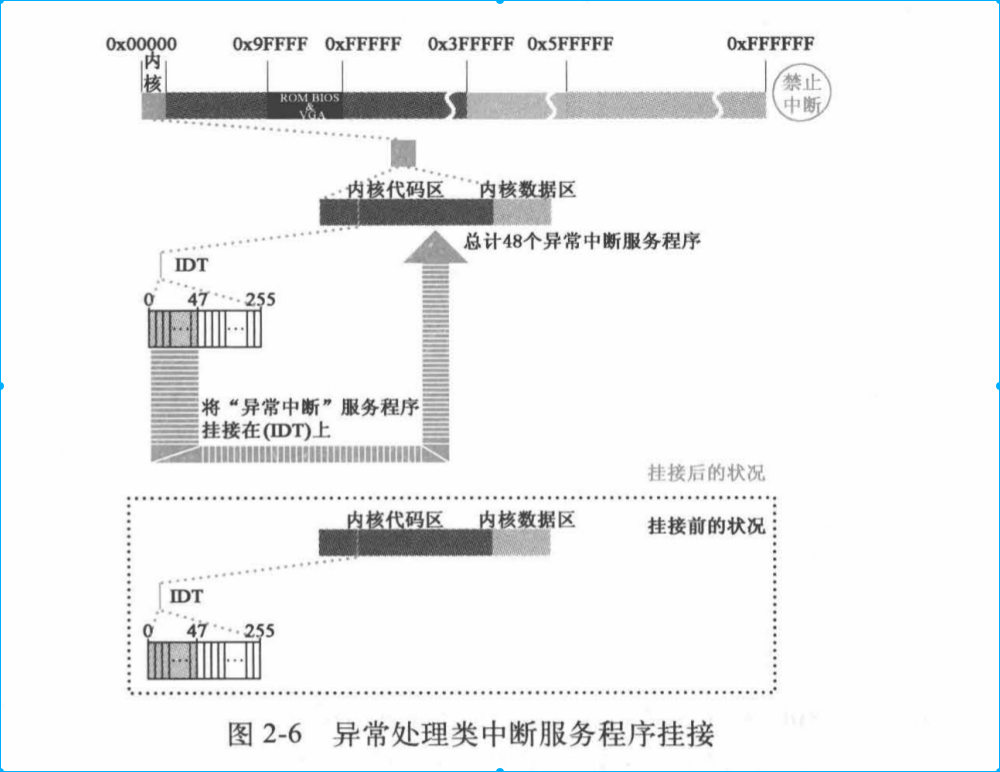 0x00000 0x9FFFF 0xFFFFF 0x3FFFFF 0x5FFFFF 0xFFFFFF
内
核
ROM BIOS
&
VGA
禁止
中断
内核代码区 内核数据区
总计48个异常中断服务程序
IDT
0 47 255
...
...
将“异常中断”服务程序
挂接在(IDT)上
挂接后的状况
内核代码区 内核数据区
挂接前的状况
IDT
0 47 255
...
...
图 2-6 异常处理类中断服务程序挂接